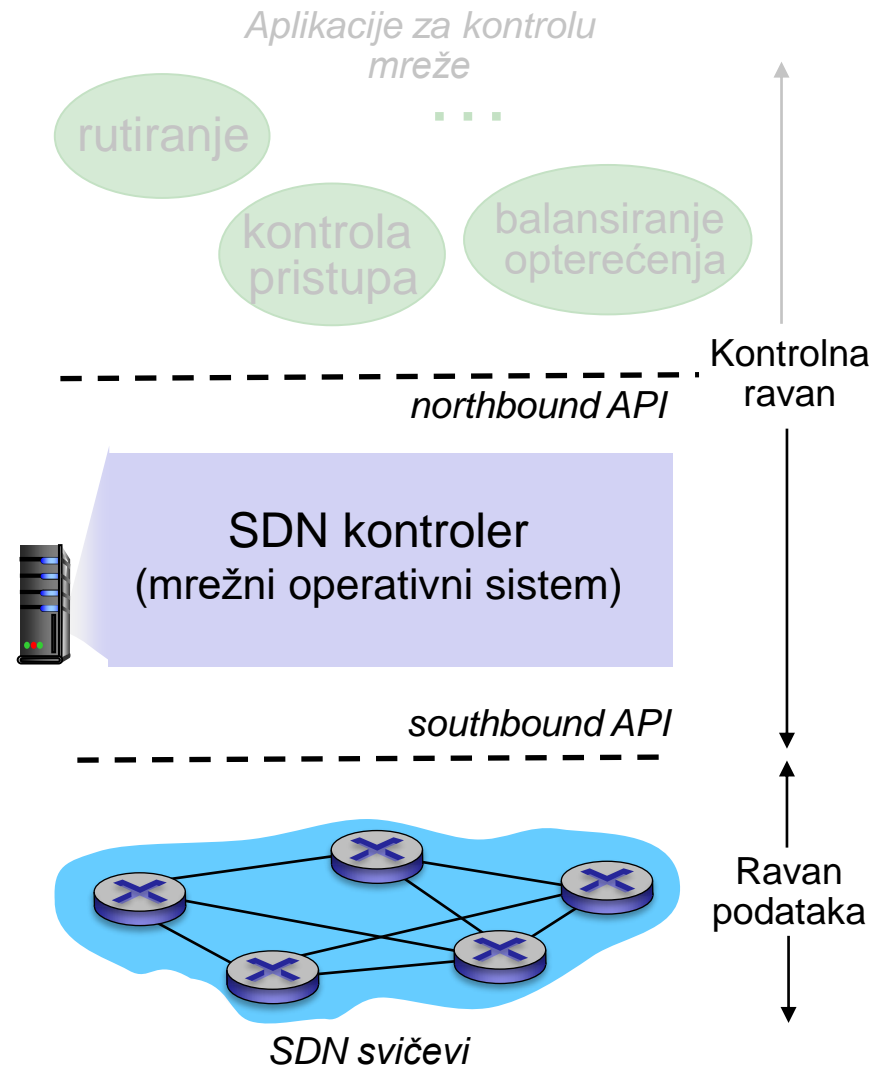 Aplikacije za kontrolu
mreže
rutiranje
...
kontrola
pristupa
balansiranje
opterećenja
Kontrolna
ravan
northbound API
SDN kontroler
(mrežni operativni sistem)
southbound API
Ravan
podataka
SDN svičevi